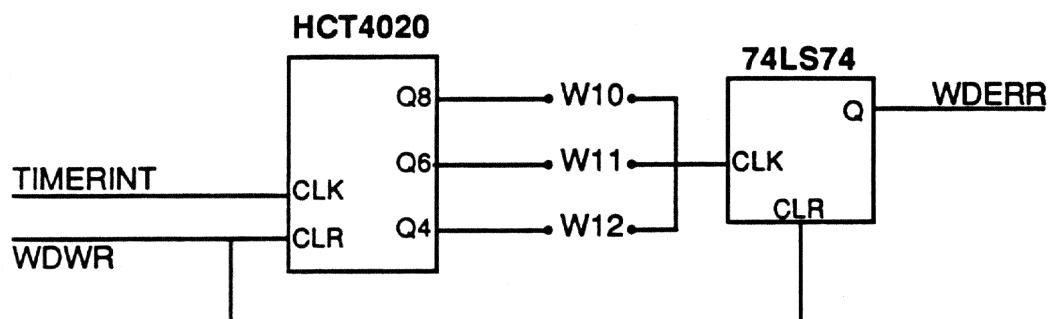 HCT4020
74LS74
Q8
W10
Q
WDERR
Q6
W11
CLK
TIMERINT
CLK
CLR
Q4
W12
CLR
WDWR